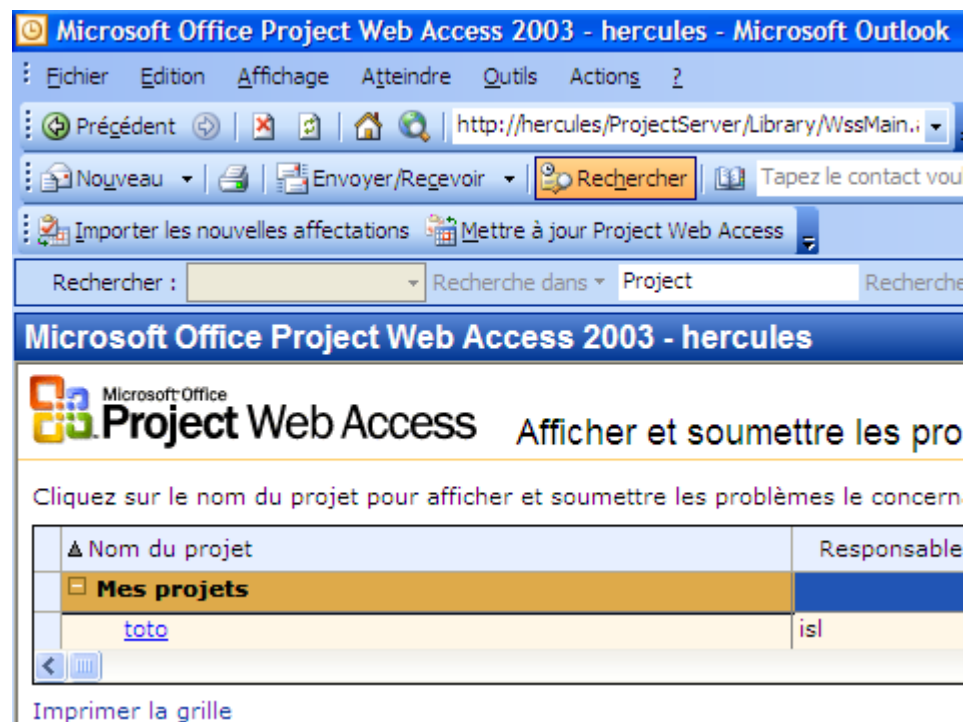 Microsoft Office Project Web Access 2003 - hercules - Microsoft Outlook
Fichier Edition Affichage Atteindre Outils Actions ?
Précédent http://hercules/ProjectServer/Library/WssMain.
Nouveau Envoyer/Recevoir Rechercher Tapez le contact vou
Importer les nouvelles affectations Mettre à jour Project Web Access
Rechercher : Recherche dans Project Recherche
Microsoft Office Project Web Access 2003 - hercules
Microsoft Office
Project Web Access Afficher et soumettre les pro
Cliquez sur le nom du projet pour afficher et soumettre les problèmes le concern
Nom du projet Responsable
Mes projets
toto isl
Imprimer la grille